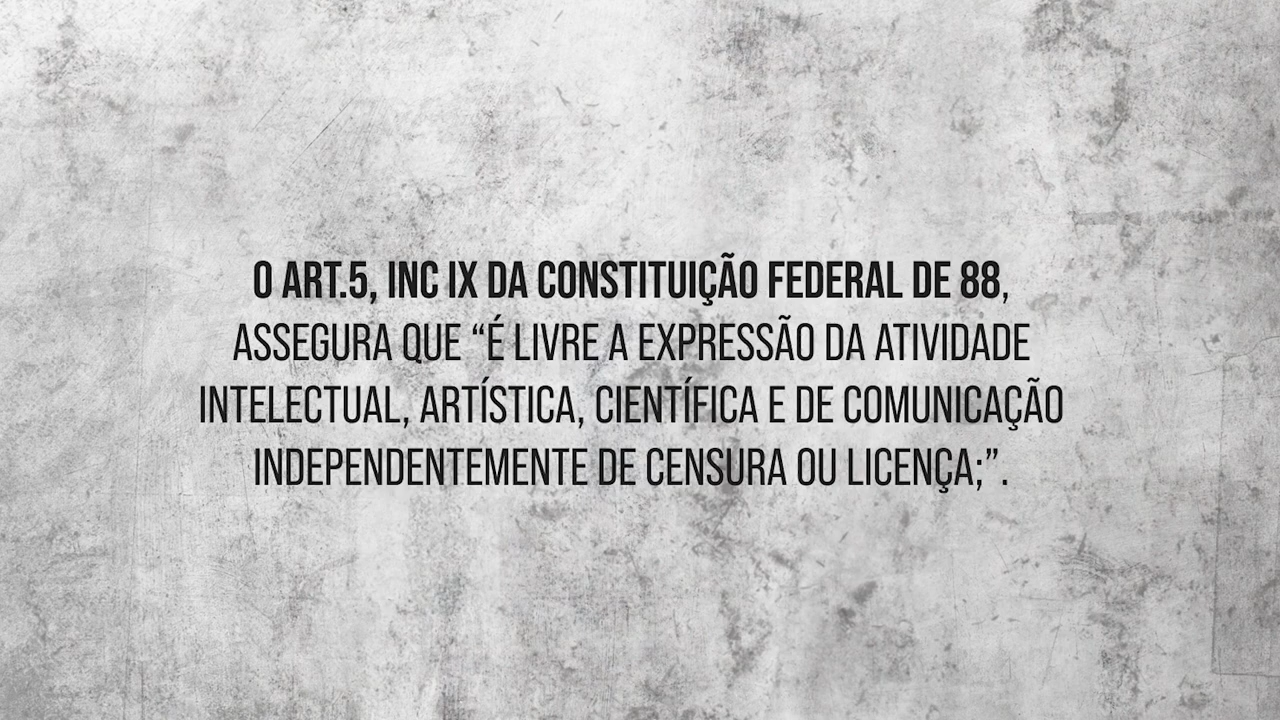 O ART.5, INC IX DA CONSTITUIÇÃO FEDERAL DE 88,
ASSEGURA QUE “É LIVRE A EXPRESSÃO DA ATIVIDADE
INTELECTUAL, ARTÍSTICA, CIENTÍFICA E DE COMUNICAÇÃO
INDEPENDENTEMENTE DE CENSURA OU LICENÇA;”.